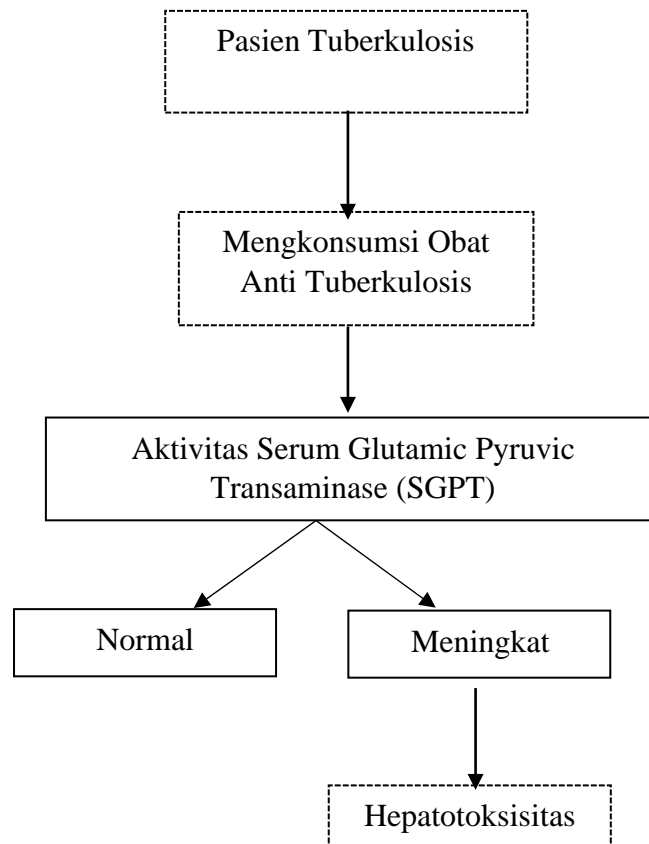 Pasien Tuberkulosis
Mengkonsumsi Obat
Anti Tuberkulosis
Aktivitas Serum Glutamic Pyruvic
Transaminase (SGPT)
Normal
Meningkat
Hepatotoksisitas